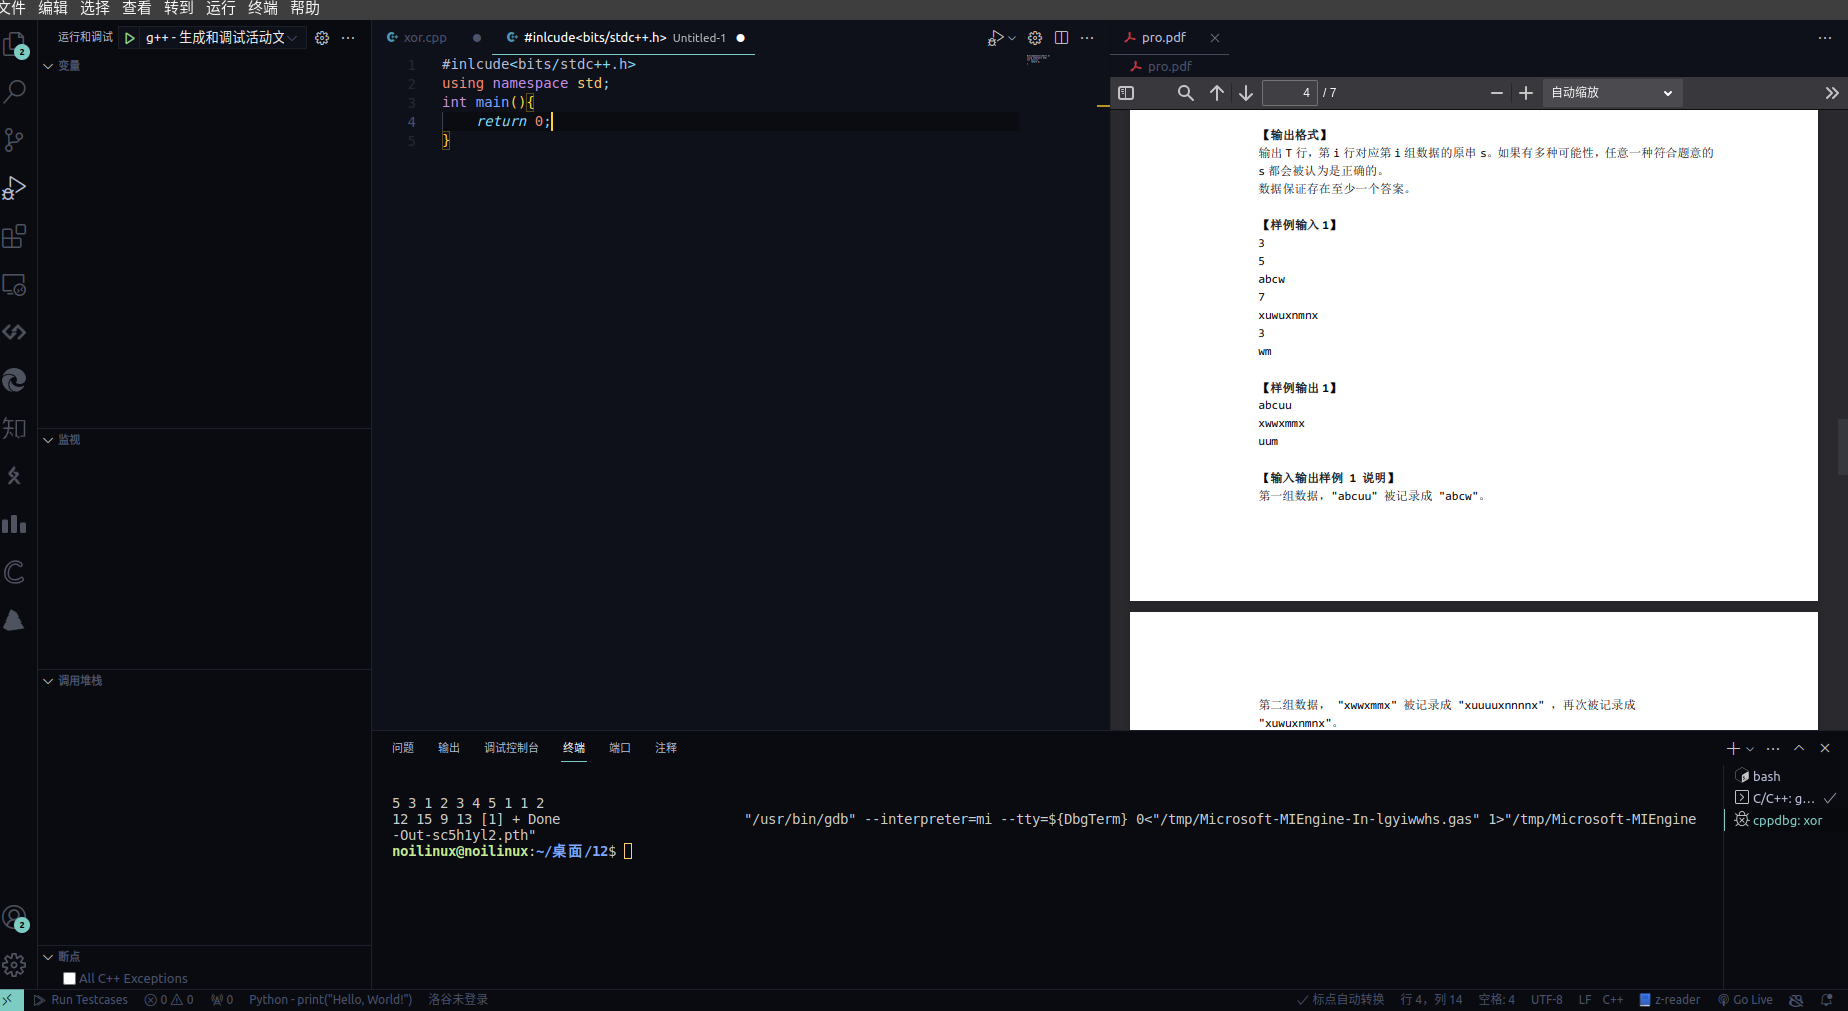 文件 编辑 选择 查看 转到 运行 终端 帮助
运行和调试 g++ - 生成和调试活动文
变量
监视
调用堆栈
断点
All C++ Exceptions
xor.cpp
#inlcude<bits/stdc++.h> Untitled-1
1 #inlcude<bits/stdc++.h>
2 using namespace std;
3 int main(){
4 return 0;
5 }
pro.pdf
pro.pdf
4 / 7
自动缩放
【输出格式】
输出 T 行，第 i 行对应第 i 组数据的原串 s。如果有多种可能性，任意一种符合题意的
s 都会被认为是正确的。
数据保证存在至少一个答案。
【样例输入 1】
3
5
abcw
7
xuwuxnmnx
3
wm
【样例输出 1】
abcuu
xwwxmmx
uum
【输入输出样例 1 说明】
第一组数据，"abcuu" 被记录成 "abcw"。
第二组数据， "xwwxmmx" 被记录成 "xuuuuxnnnnx" ，再次被记录成
"xuwuxnmnx"。
问题 输出 调试控制台 终端 端口 注释
5 3 1 2 3 4 5 1 1 2
12 15 9 13 [1] + Done "/usr/bin/gdb" --interpreter=mi --tty=${DbgTerm} 0<"/tmp/Microsoft-MIEngine-In-lgyiwwhs.gas" 1>"/tmp/Microsoft-MIEngine
-Out-sc5h1yl2.pth"
noilinux@noilinux:~/桌面/12$
bash
C/C++: g...
cppdbg: xor
知
2
2
Run Testcases 0 0 0 Python - print("Hello, World!") 洛谷未登录
标点自动转换 行 4，列 14 空格: 4 UTF-8 LF C++ z-reader Go Live